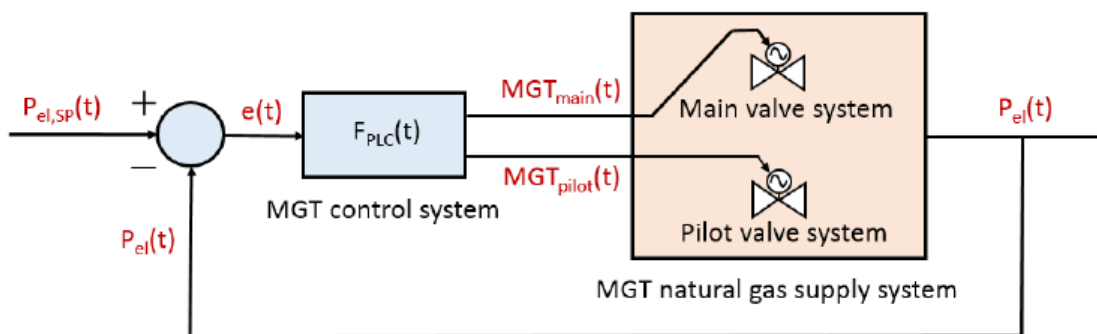 P_el,SP(t)
+
−
e(t)
F_PLC(t)
MGT control system
MGT_main(t)
MGT_pilot(t)
Main valve system
Pilot valve system
MGT natural gas supply system
P_el(t)
P_el(t)